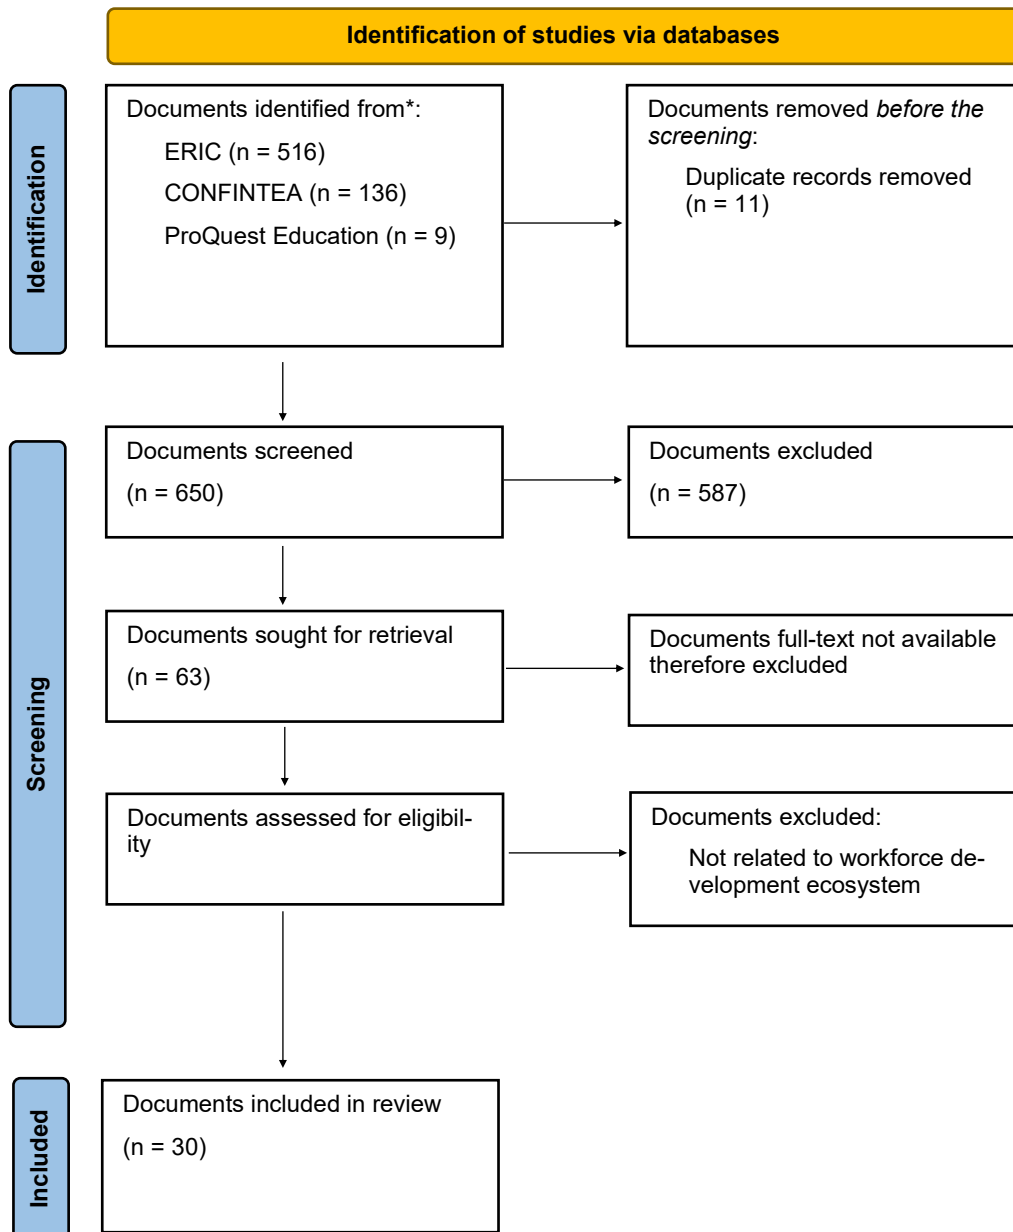 Identification of studies via databases
Identification
Documents identified from*:
ERIC (n = 516)
CONFINTEA (n = 136)
ProQuest Education (n = 9)
Documents removed before the
screening:
Duplicate records removed
(n = 11)
Screening
Documents screened
(n = 650)
Documents excluded
(n = 587)
Documents sought for retrieval
(n = 63)
Documents full-text not available
therefore excluded
Documents assessed for eligibil-
ity
Documents excluded:
Not related to workforce de-
velopment ecosystem
Included
Documents included in review
(n = 30)